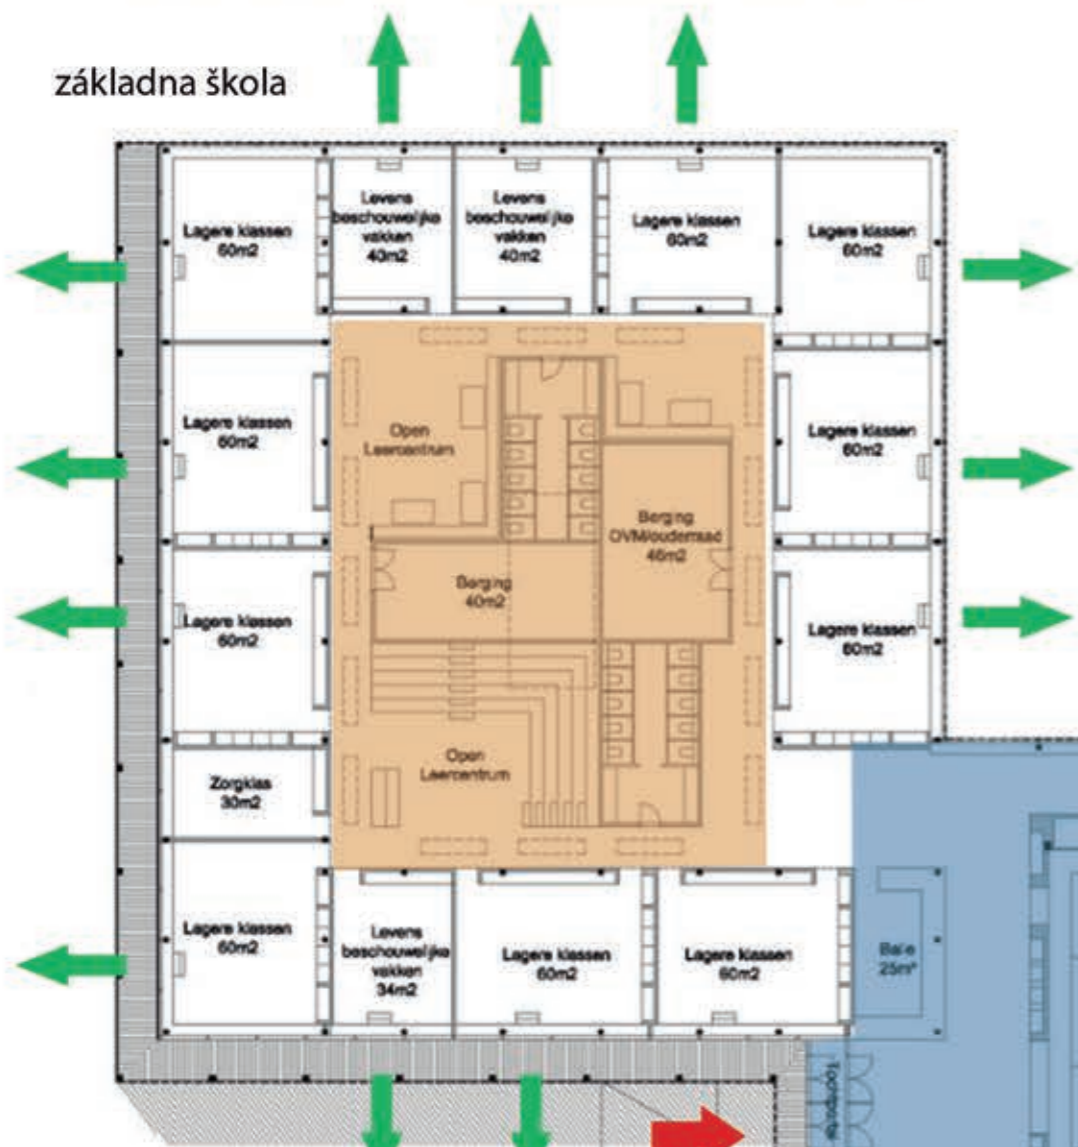 základna škola
Lagere klassen
60m2
Levens
beschouwelijke
vakken
40m2
Levens
beschouwelijke
vakken
40m2
Lagere klassen
60m2
Lagere klassen
60m2
Lagere klassen
60m2
Open
Leercentrum
Berging
OVM/ouderraad
46m2
Lagere klassen
60m2
Lagere klassen
60m2
Berging
40m2
Lagere klassen
60m2
Zorgklas
30m2
Open
Leercentrum
Lagere klassen
60m2
Levens
beschouwelijke
vakken
34m2
Lagere klassen
60m2
Lagere klassen
60m2
Balie
25m²